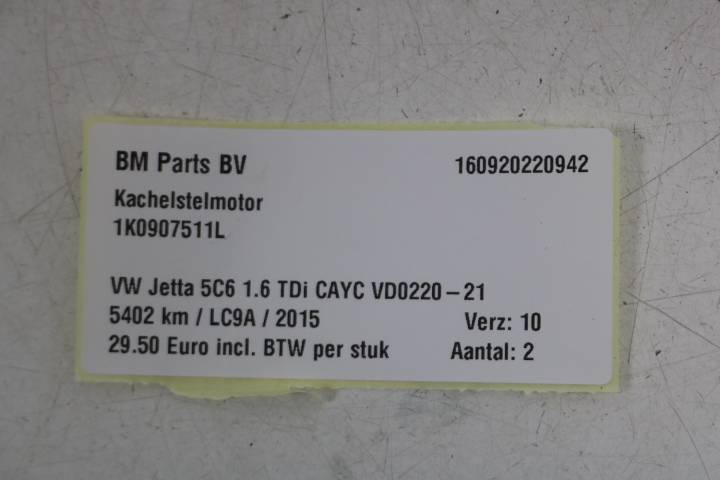 BM Parts BV 160920220942
Kachelstelmotor
1K0907511L
VW Jetta 5C6 1.6 TDi CAYC VD0220-21
5402 km / LC9A / 2015 Verz: 10
29.50 Euro incl. BTW per stuk Aantal: 2